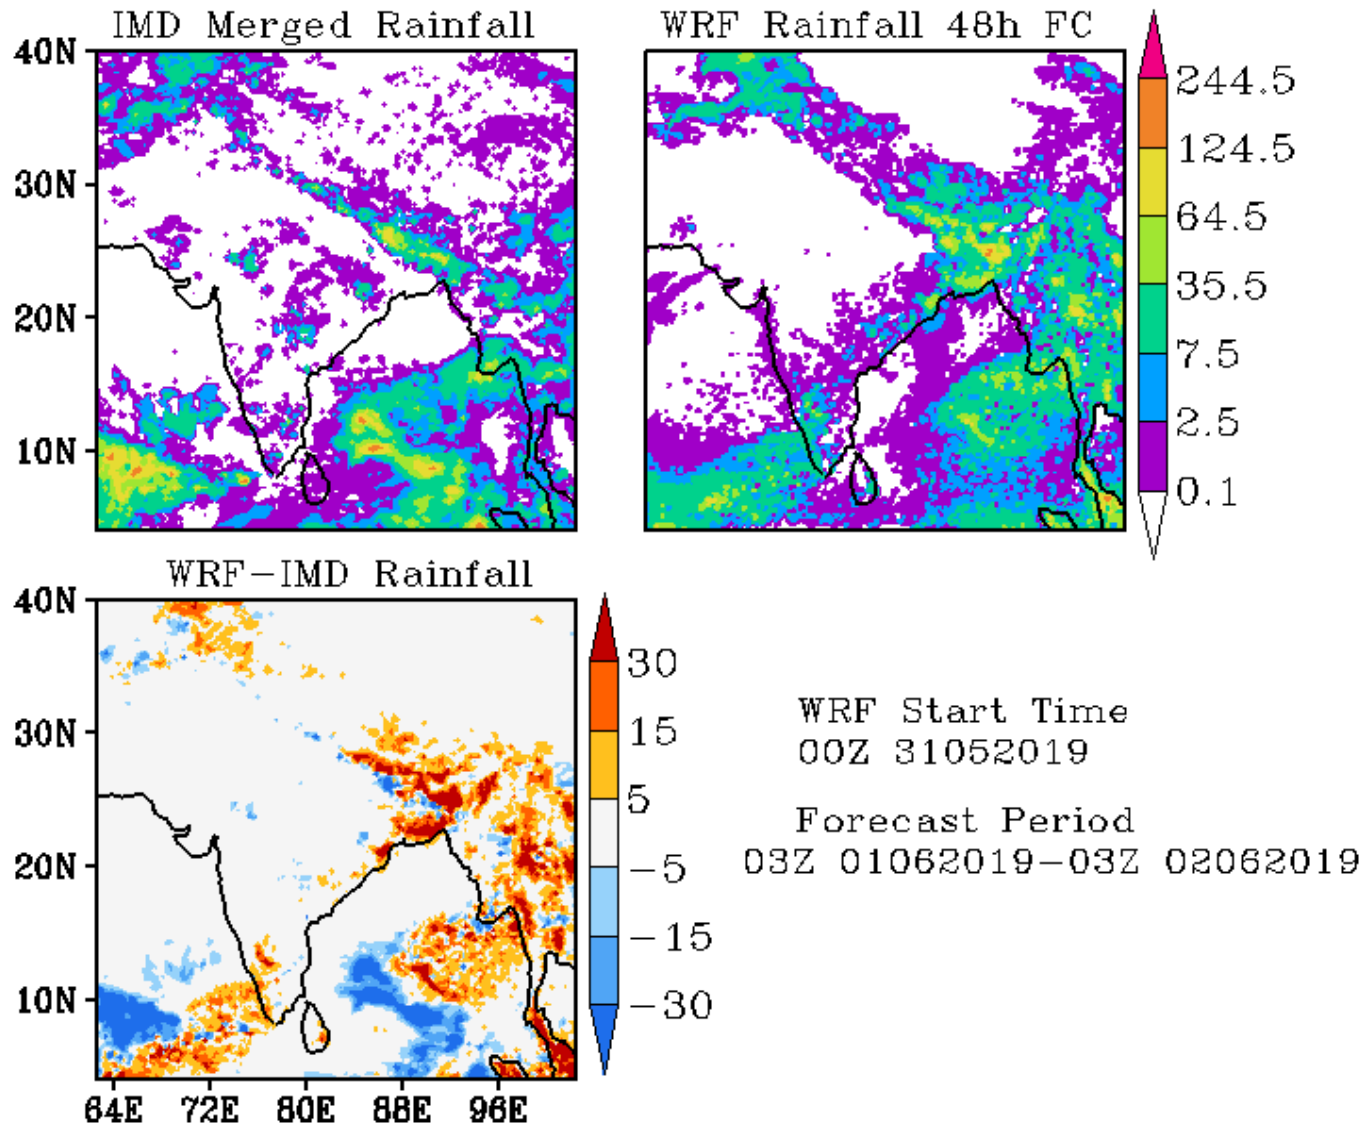 IMD Merged Rainfall
WRF Rainfall 48h FC
40N
30N
20N
10N
244.5
124.5
64.5
35.5
7.5
2.5
0.1
WRF-IMD Rainfall
40N
30N
20N
10N
64E 72E 80E 88E 96E
30
15
5
-5
-15
-30
WRF Start Time
00Z 31052019
Forecast Period
03Z 01062019-03Z 02062019